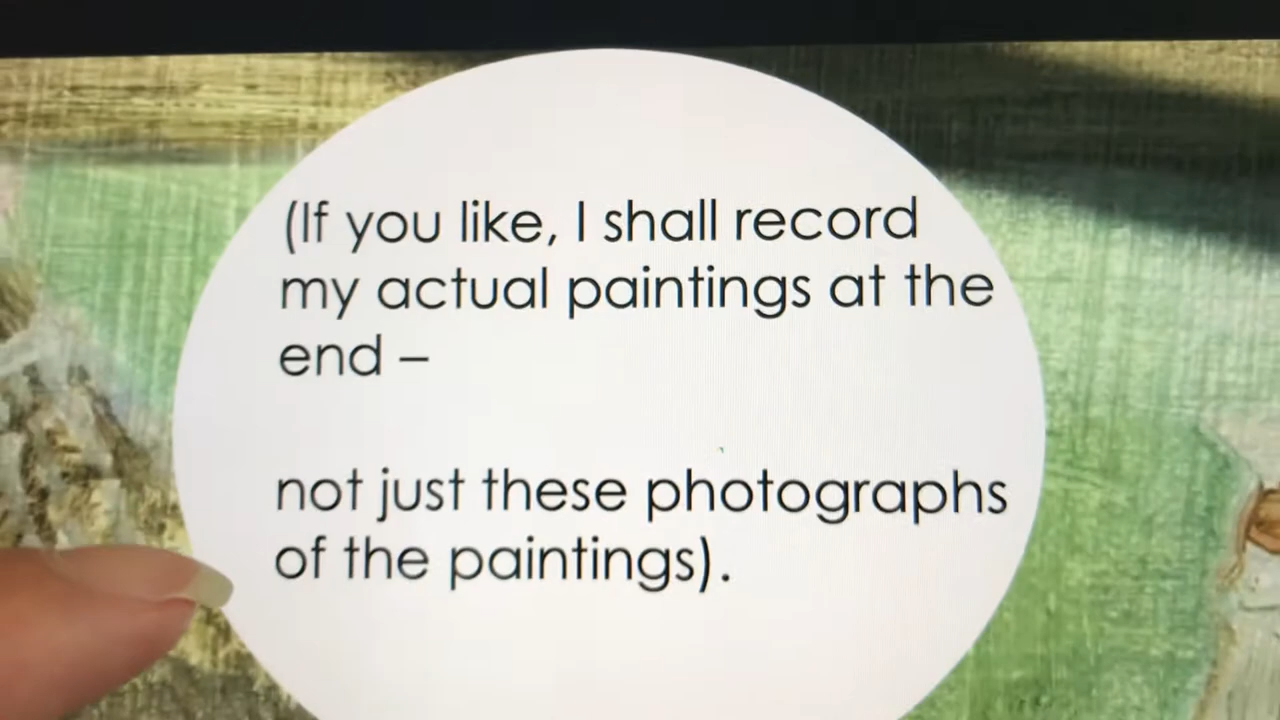 (If you like, I shall record
my actual paintings at the
end –
not just these photographs
of the paintings).